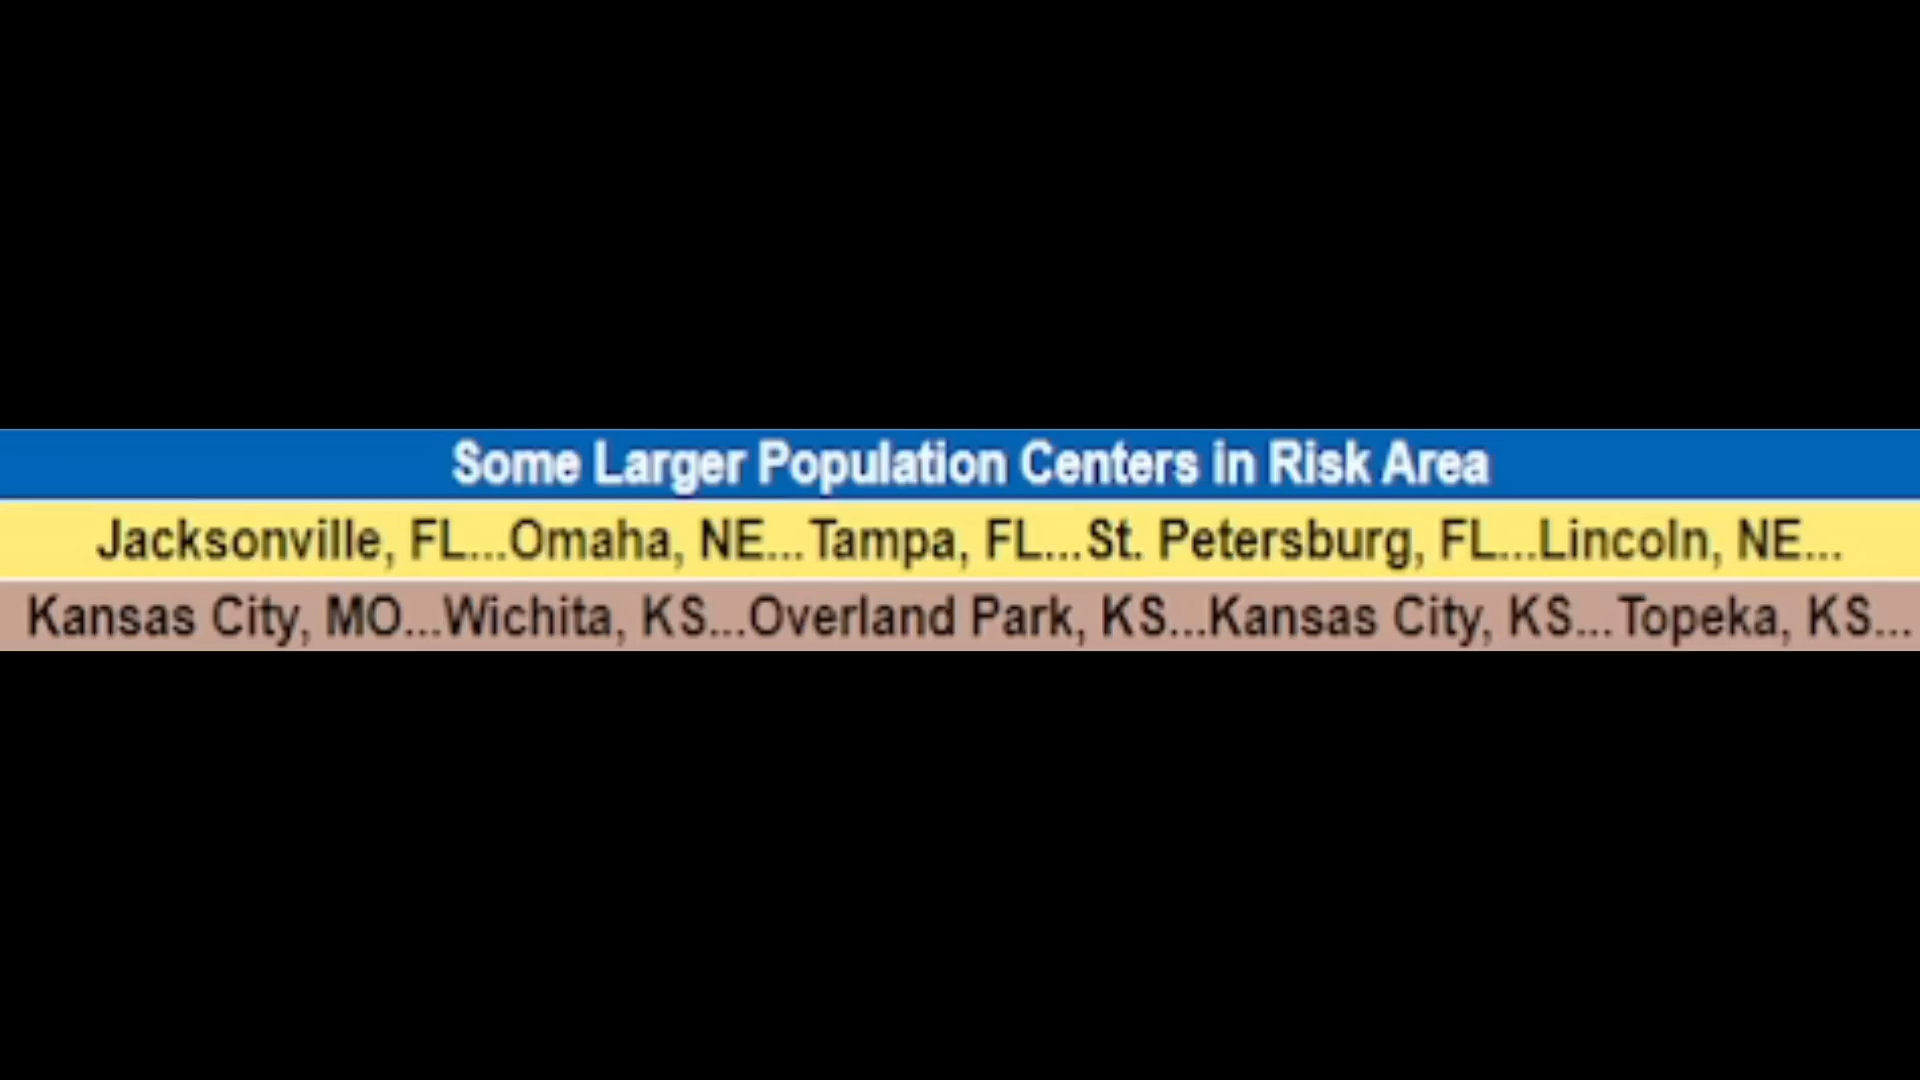 Some Larger Population Centers in Risk Area
Jacksonville, FL...Omaha, NE...Tampa, FL...St. Petersburg, FL...Lincoln, NE...
Kansas City, MO...Wichita, KS...Overland Park, KS...Kansas City, KS...Topeka, KS...